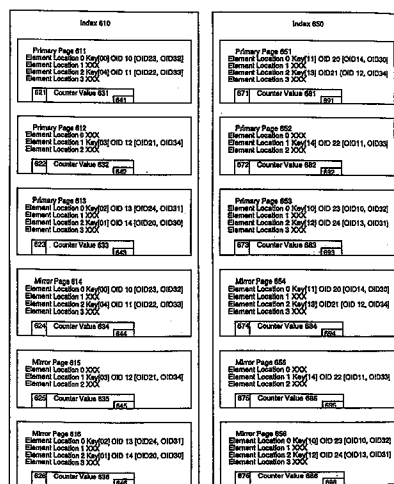 Index 610
Primary Page 611
Element Location 0 Key[00] OID 10 [OID23, OID32]
Element Location 1 XXX
Element Location 2 Key[04] OID 11 [OID22, OID33]
Element Location 3 XXX
621 Counter Value 631
641
Primary Page 612
Element Location 0 XXX
Element Location 1 Key[03] OID 12 [OID21, OID34]
Element Location 2 XXX
622 Counter Value 632
642
Primary Page 613
Element Location 0 Key[02] OID 13 [OID24, OID31]
Element Location 1 XXX
Element Location 2 Key[01] OID 14 [OID20, OID30]
Element Location 3 XXX
623 Counter Value 633
643
Mirror Page 614
Element Location 0 Key[00] OID 10 [OID23, OID32]
Element Location 1 XXX
Element Location 2 Key[04] OID 11 [OID22, OID33]
Element Location 3 XXX
624 Counter Value 634
644
Mirror Page 615
Element Location 0 XXX
Element Location 1 Key[03] OID 12 [OID21, OID34]
Element Location 2 XXX
625 Counter Value 635
645
Mirror Page 616
Element Location 0 Key[02] OID 13 [OID24, OID31]
Element Location 1 XXX
Element Location 2 Key[01] OID 14 [OID20, OID30]
Element Location 3 XXX
626 Counter Value 636
646
Index 650
Primary Page 651
Element Location 0 Key[11] OID 20 [OID14, OID30]
Element Location 1 XXX
Element Location 2 Key[13] OID21 [OID 12, OID34]
Element Location 3 XXX
671 Counter Value 681
691
Primary Page 652
Element Location 0 XXX
Element Location 1 Key[14] OID 22 [OID11, OID33]
Element Location 2 XXX
672 Counter Value 682
692
Primary Page 653
Element Location 0 Key[10] OID 23 [OID10, OID32]
Element Location 1 XXX
Element Location 2 Key[12] OID 24 [OID13, OID31]
Element Location 3 XXX
673 Counter Value 683
693
Mirror Page 654
Element Location 0 Key[11] OID 20 [OID14, OID30]
Element Location 1 XXX
Element Location 2 Key[13] OID21 [OID 12, OID34]
Element Location 3 XXX
674 Counter Value 684
694
Mirror Page 655
Element Location 0 XXX
Element Location 1 Key[14] OID 22 [OID11, OID33]
Element Location 2 XXX
675 Counter Value 685
695
Mirror Page 656
Element Location 0 Key[10] OID 23 [OID10, OID32]
Element Location 1 XXX
Element Location 2 Key[12] OID 24 [OID13, OID31]
Element Location 3 XXX
676 Counter Value 686
696